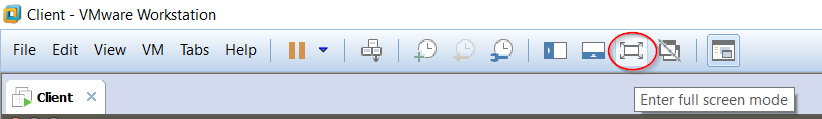 Client - VMware Workstation
File Edit View VM Tabs Help
Client
Enter full screen mode